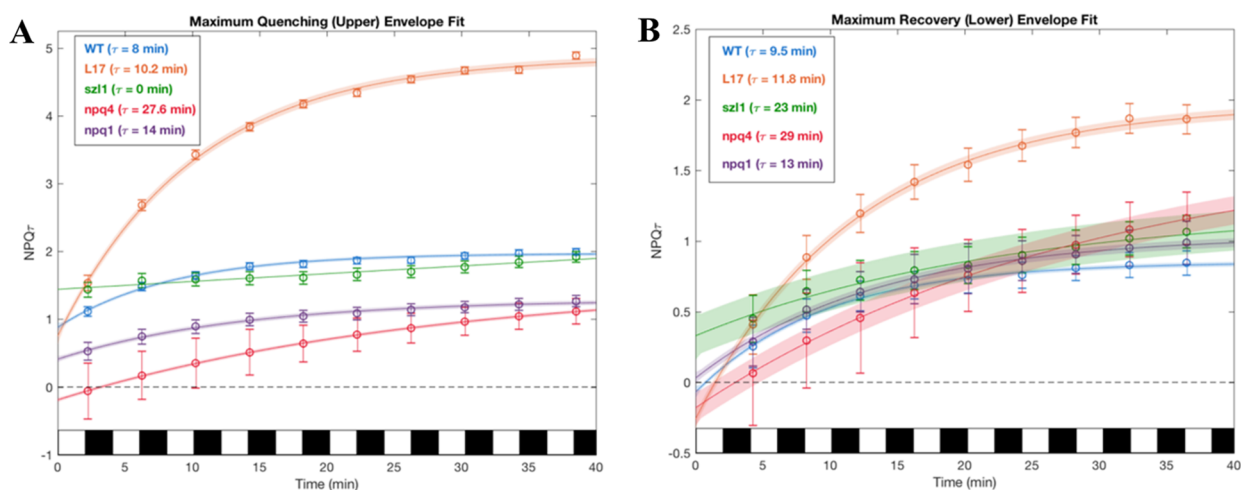 A
Maximum Quenching (Upper) Envelope Fit
WT (τ = 8 min)
L17 (τ = 10.2 min)
szl1 (τ = 0 min)
npq4 (τ = 27.6 min)
npq1 (τ = 14 min)
5
4
3
2
1
0
-1
NPQτ
0 5 10 15 20 25 30 35 40
Time (min)
B
Maximum Recovery (Lower) Envelope Fit
WT (τ = 9.5 min)
L17 (τ = 11.8 min)
szl1 (τ = 23 min)
npq4 (τ = 29 min)
npq1 (τ = 13 min)
2.5
2
1.5
1
0.5
0
-0.5
NPQτ
0 5 10 15 20 25 30 35 40
Time (min)